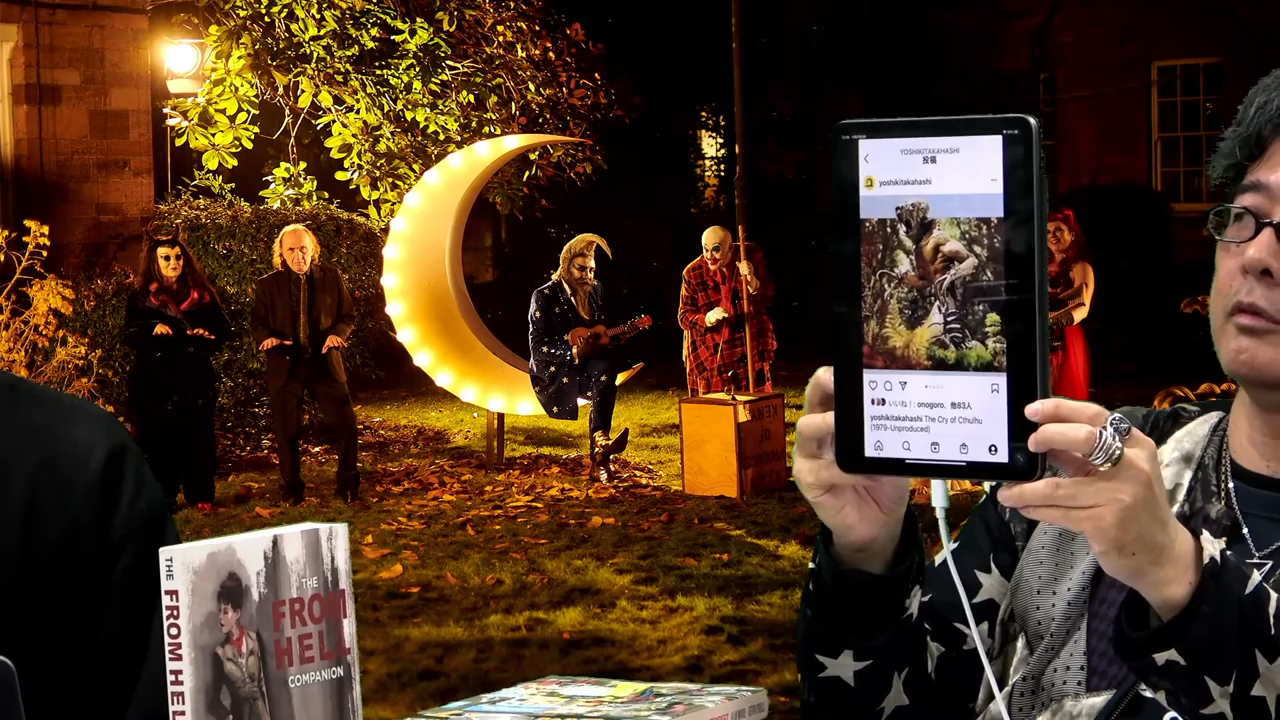 YOSHIKITAKAHASHI
投稿
yoshikitakahashi
いいね！: onogoro、他83人
yoshikitakahashi The Cry of Cthulhu
(1979-Unproduced)
THE FROM HELL
THE
FROM
HELL
COMPANION